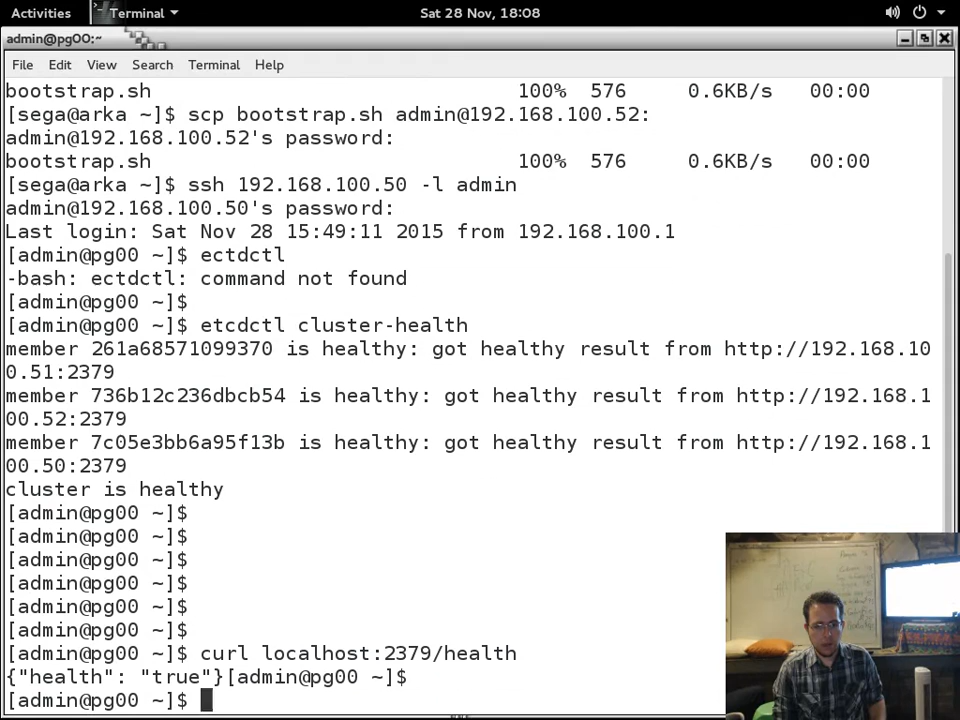 Activities Terminal Sat 28 Nov, 18:08
admin@pg00:~
File Edit View Search Terminal Help
bootstrap.sh 100% 576 0.6KB/s 00:00
[sega@arka ~]$ scp bootstrap.sh admin@192.168.100.52:
admin@192.168.100.52's password:
bootstrap.sh 100% 576 0.6KB/s 00:00
[sega@arka ~]$ ssh 192.168.100.50 -l admin
admin@192.168.100.50's password:
Last login: Sat Nov 28 15:49:11 2015 from 192.168.100.1
[admin@pg00 ~]$ ectdctl
-bash: ectdctl: command not found
[admin@pg00 ~]$
[admin@pg00 ~]$ etcdctl cluster-health
member 261a68571099370 is healthy: got healthy result from http://192.168.10
0.51:2379
member 736b12c236dbcb54 is healthy: got healthy result from http://192.168.1
00.52:2379
member 7c05e3bb6a95f13b is healthy: got healthy result from http://192.168.1
00.50:2379
cluster is healthy
[admin@pg00 ~]$
[admin@pg00 ~]$
[admin@pg00 ~]$
[admin@pg00 ~]$
[admin@pg00 ~]$
[admin@pg00 ~]$
[admin@pg00 ~]$ curl localhost:2379/health
{"health": "true"}[admin@pg00 ~]$
[admin@pg00 ~]$